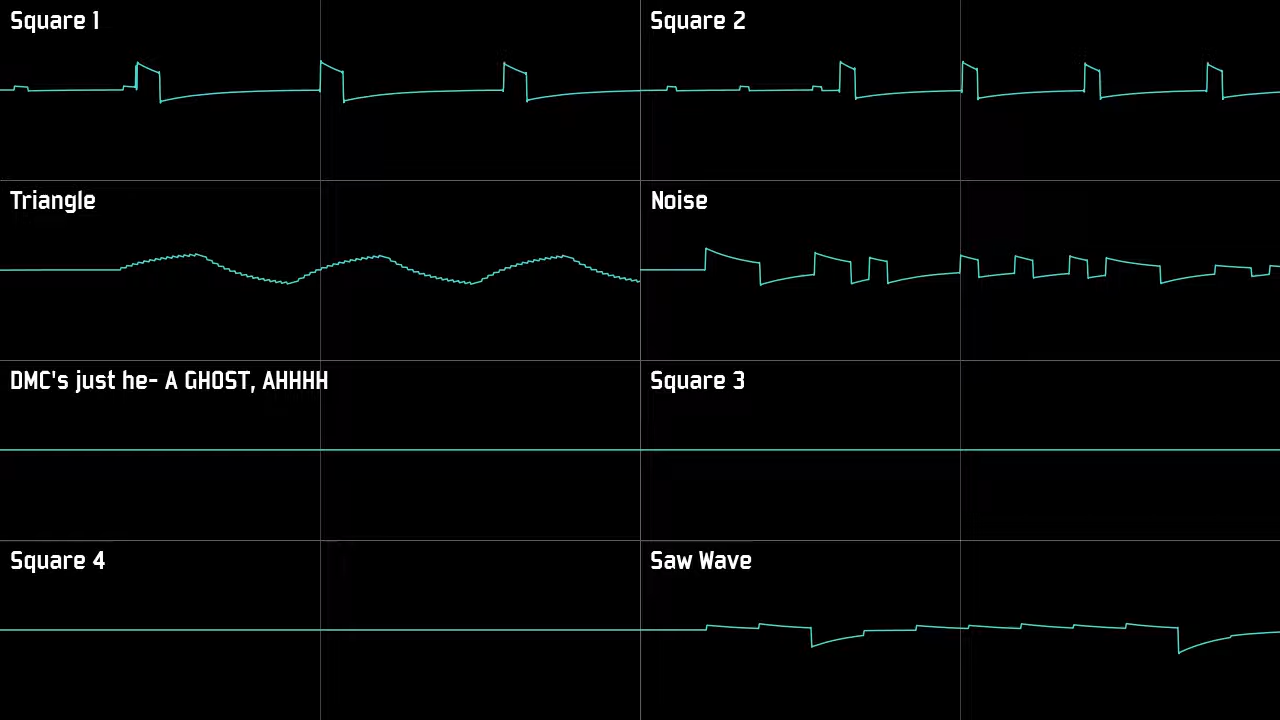 Square 1
Square 2
Triangle
Noise
DMC's just he- A GHOST, AHHHH
Square 3
Square 4
Saw Wave